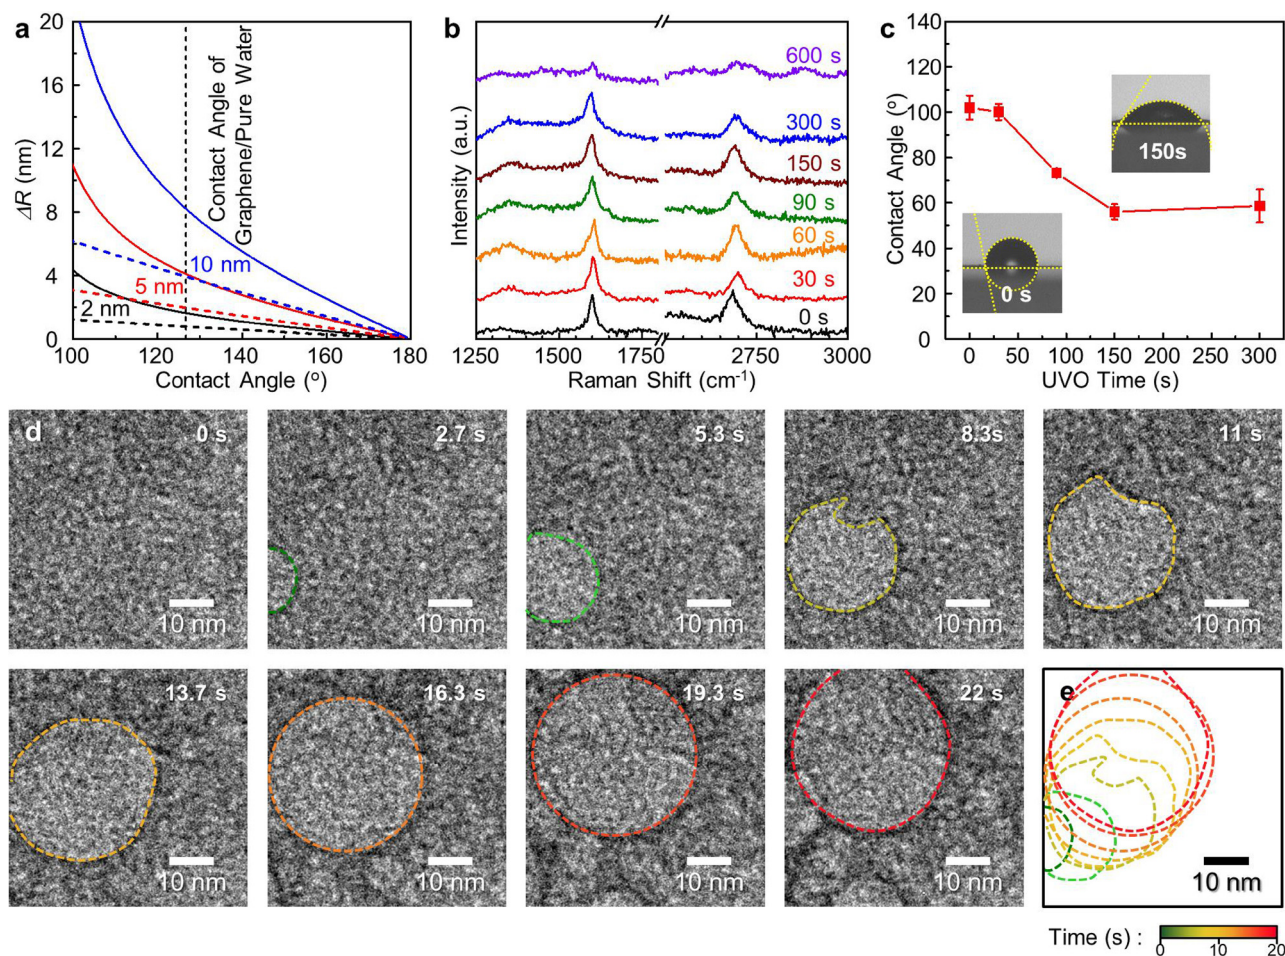 a
20
16
12
8
4
0
ΔR (nm)
Contact Angle of
Graphene/Pure Water
10 nm
5 nm
2 nm
100 120 140 160 180
Contact Angle (o)
b
Intensity (a.u.)
600 s
300 s
150 s
90 s
60 s
30 s
0 s
1250 1500 1750 2750 3000
Raman Shift (cm-1)
c
140
120
100
80
60
40
20
0
Contact Angle (o)
150s
0 s
0 50 100 150 200 250 300
UVO Time (s)
d
0 s
10 nm
2.7 s
10 nm
5.3 s
10 nm
8.3s
10 nm
11 s
10 nm
13.7 s
10 nm
16.3 s
10 nm
19.3 s
10 nm
22 s
10 nm
e
10 nm
Time (s) :
0 10 20